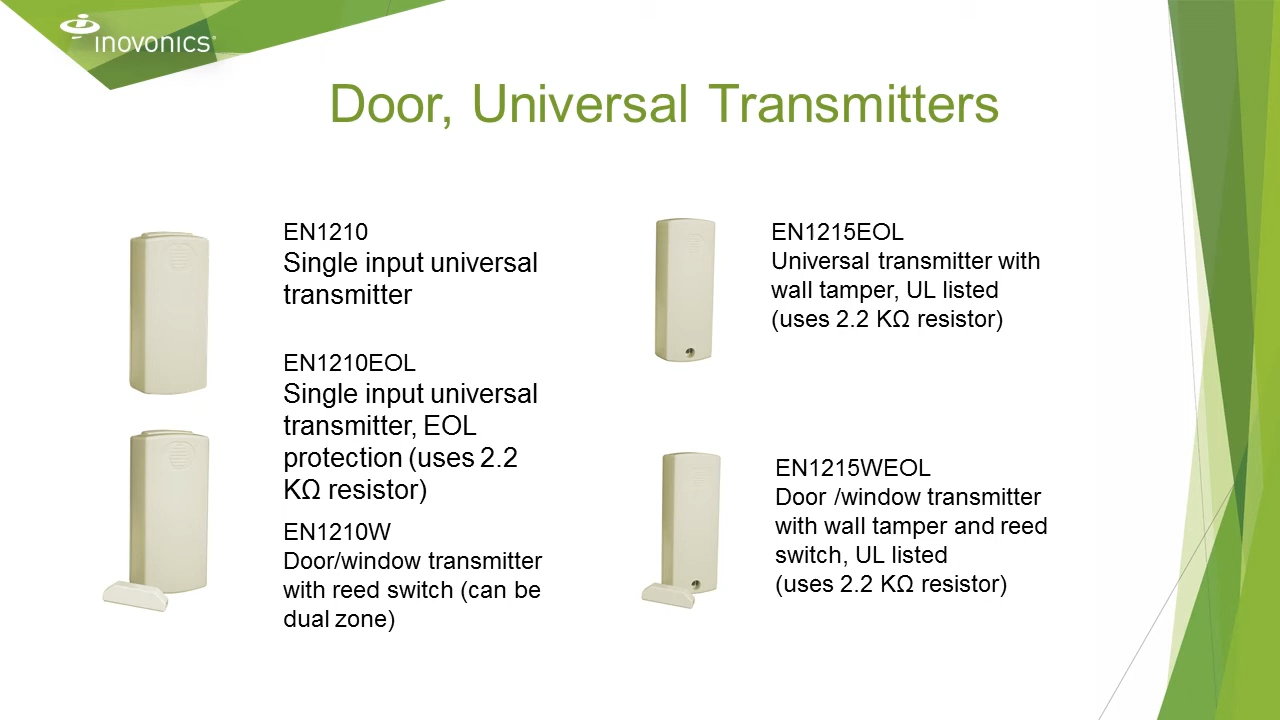 inovonics
Door, Universal Transmitters
EN1210
Single input universal
transmitter
EN1210EOL
Single input universal
transmitter, EOL
protection (uses 2.2
KΩ resistor)
EN1210W
Door/window transmitter
with reed switch (can be
dual zone)
EN1215EOL
Universal transmitter with
wall tamper, UL listed
(uses 2.2 KΩ resistor)
EN1215WEOL
Door /window transmitter
with wall tamper and reed
switch, UL listed
(uses 2.2 KΩ resistor)